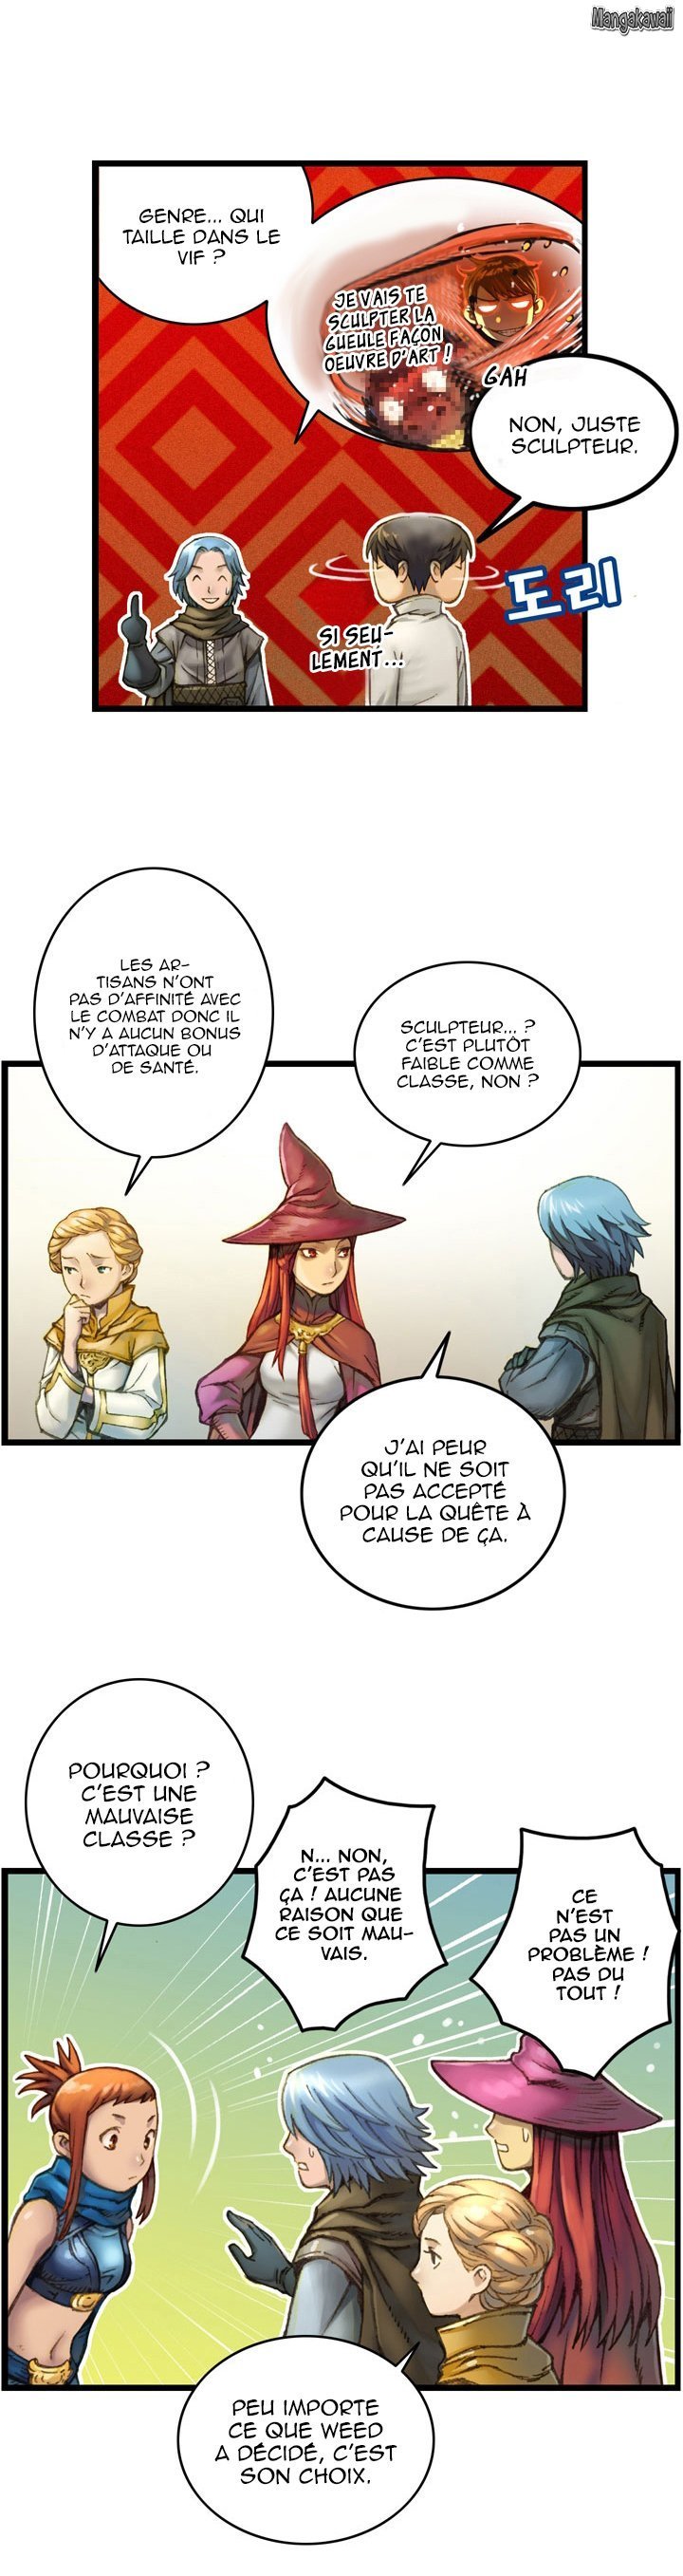 Mangakawaii
GENRE... QUI
TAILLE DANS LE
VIF ?
JE VAIS TE
SCULPTER LA
GUEULE FAÇON
OEUVRE D'ART !
GAH
NON, JUSTE
SCULPTEUR.
도리
SI SEU-
LEMENT...
LES AR-
TISANS N'ONT
PAS D'AFFINITÉ AVEC
LE COMBAT DONC IL
N'Y A AUCUN BONUS
D'ATTAQUE OU
DE SANTÉ.
SCULPTEUR... ?
C'EST PLUTÔT
FAIBLE COMME
CLASSE, NON ?
J'AI PEUR
QU'IL NE SOIT
PAS ACCEPTÉ
POUR LA QUÊTE À
CAUSE DE ÇA.
POURQUOI ?
C'EST UNE
MAUVAISE
CLASSE ?
N... NON,
C'EST PAS
ÇA ! AUCUNE
RAISON QUE
CE SOIT MAU-
VAIS.
CE
N'EST
PAS UN
PROBLÈME !
PAS DU
TOUT !
PEU IMPORTE
CE QUE WEED
A DÉCIDÉ, C'EST
SON CHOIX.